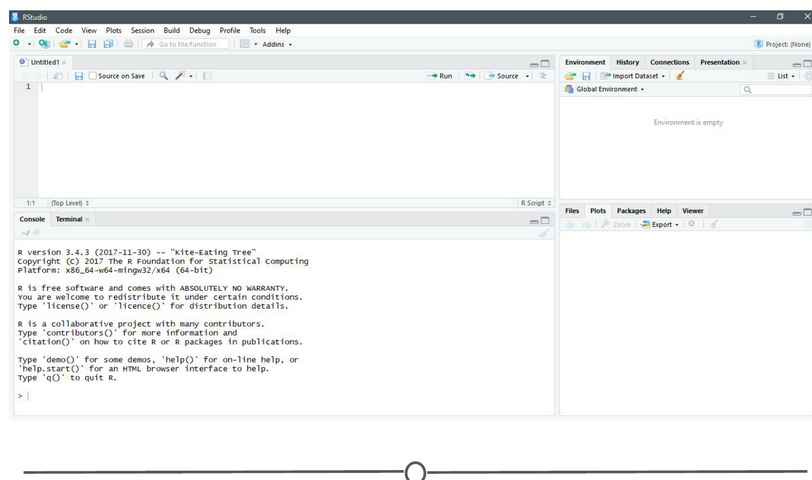 RStudio
File Edit Code View Plots Session Build Debug Profile Tools Help
Go to file/function Addins Project: (None)
Untitled1
Source on Save Run Source
1
1:1 (Top Level) R Script
Console Terminal
~/
R version 3.4.3 (2017-11-30) -- "Kite-Eating Tree"
Copyright (C) 2017 The R Foundation for Statistical Computing
Platform: x86_64-w64-mingw32/x64 (64-bit)
R is free software and comes with ABSOLUTELY NO WARRANTY.
You are welcome to redistribute it under certain conditions.
Type 'license()' or 'licence()' for distribution details.
R is a collaborative project with many contributors.
Type 'contributors()' for more information and
'citation()' on how to cite R or R packages in publications.
Type 'demo()' for some demos, 'help()' for on-line help, or
'help.start()' for an HTML browser interface to help.
Type 'q()' to quit R.
>
Environment History Connections Presentation
Import Dataset List
Global Environment
Environment is empty
Files Plots Packages Help Viewer
Zoom Export